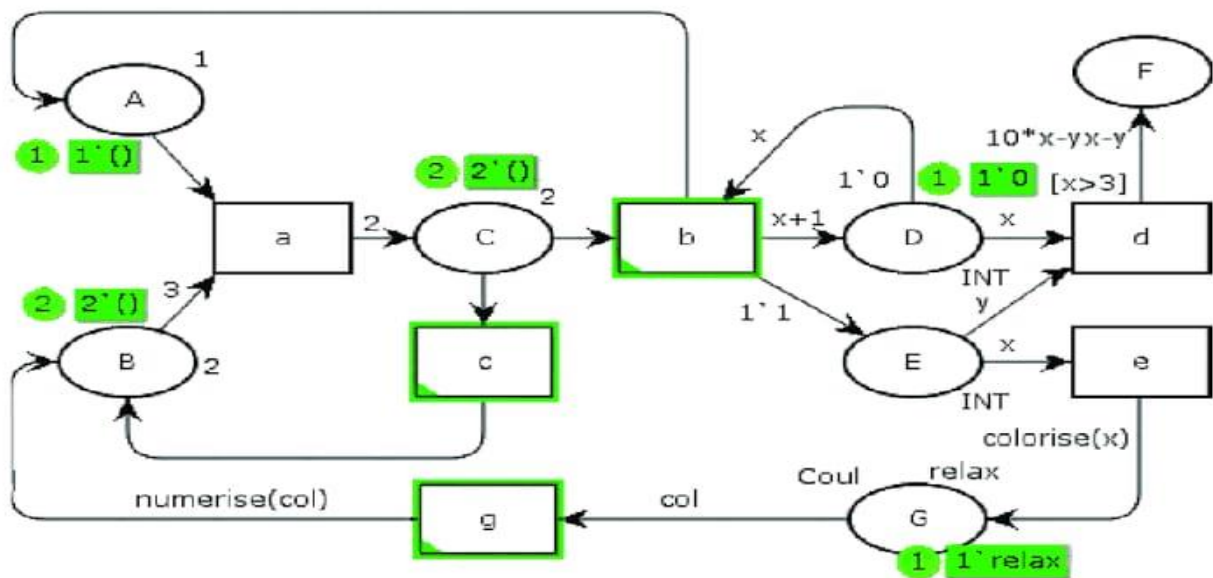 1
A
F
1 1`()
10*x-yx-y
x
2 2`()
2
1`0
1 1`0
[x>3]
a
2
C
b
x+1
D
x
d
2 2`()
3
INT
y
1`1
B
2
c
E
x
e
INT
colorise(x)
Coul
relax
numerise(col)
g
col
G
1 1`relax